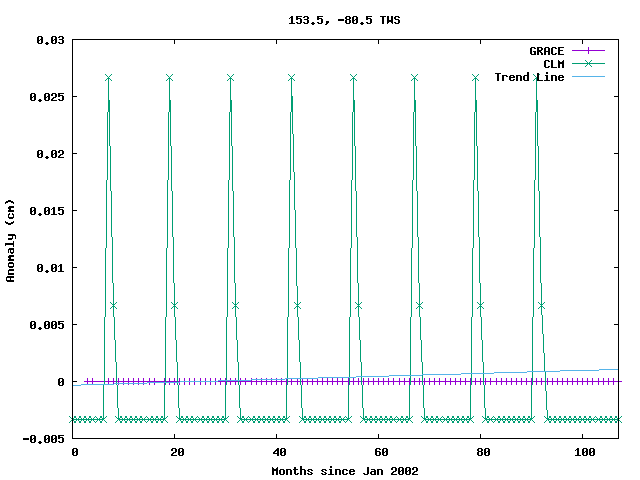 153.5, -80.5 TWS
GRACE
CLM
Trend Line
0.03
0.025
0.02
0.015
0.01
0.005
0
-0.005
Anomaly (cm)
0 20 40 60 80 100
Months since Jan 2002